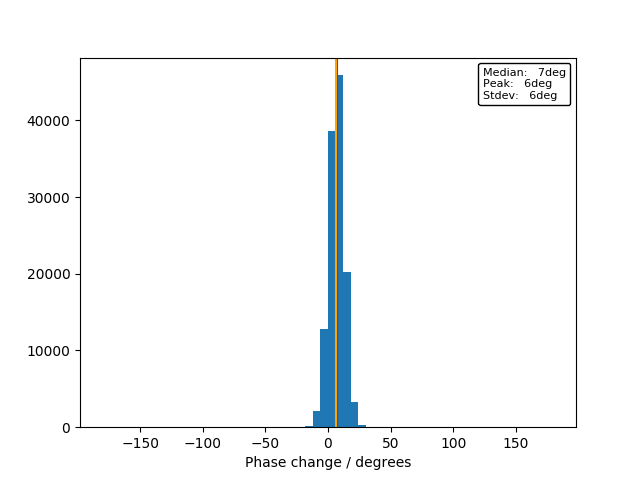 Median:   7deg
Peak:   6deg
Stdev:   6deg
40000
30000
20000
10000
0
−150 −100 −50 0 50 100 150
Phase change / degrees